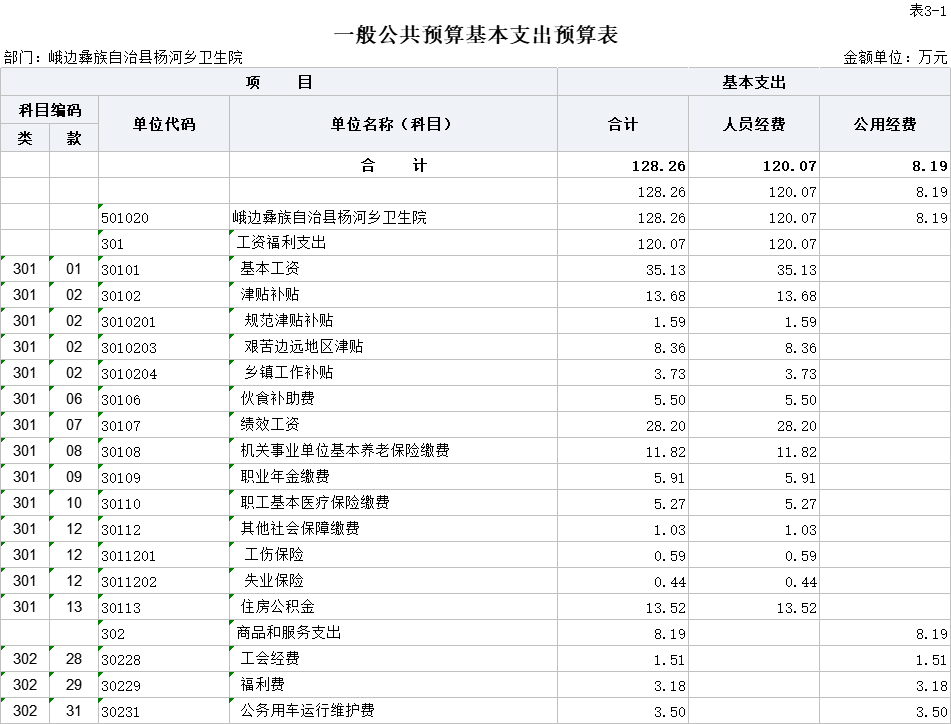 表3-1
一般公共预算基本支出预算表
部门：峨边彝族自治县杨河乡卫生院 金额单位：万元
项 目 基本支出
科目编码 单位代码 单位名称（科目） 合计 人员经费 公用经费
类 款
合 计 128.26 120.07 8.19
128.26 120.07 8.19
501020 峨边彝族自治县杨河乡卫生院 128.26 120.07 8.19
301 工资福利支出 120.07 120.07
301 01 30101 基本工资 35.13 35.13
301 02 30102 津贴补贴 13.68 13.68
301 02 3010201 规范津贴补贴 1.59 1.59
301 02 3010203 艰苦边远地区津贴 8.36 8.36
301 02 3010204 乡镇工作补贴 3.73 3.73
301 06 30106 伙食补助费 5.50 5.50
301 07 30107 绩效工资 28.20 28.20
301 08 30108 机关事业单位基本养老保险缴费 11.82 11.82
301 09 30109 职业年金缴费 5.91 5.91
301 10 30110 职工基本医疗保险缴费 5.27 5.27
301 12 30112 其他社会保障缴费 1.03 1.03
301 12 3011201 工伤保险 0.59 0.59
301 12 3011202 失业保险 0.44 0.44
301 13 30113 住房公积金 13.52 13.52
302 商品和服务支出 8.19 8.19
302 28 30228 工会经费 1.51 1.51
302 29 30229 福利费 3.18 3.18
302 31 30231 公务用车运行维护费 3.50 3.50